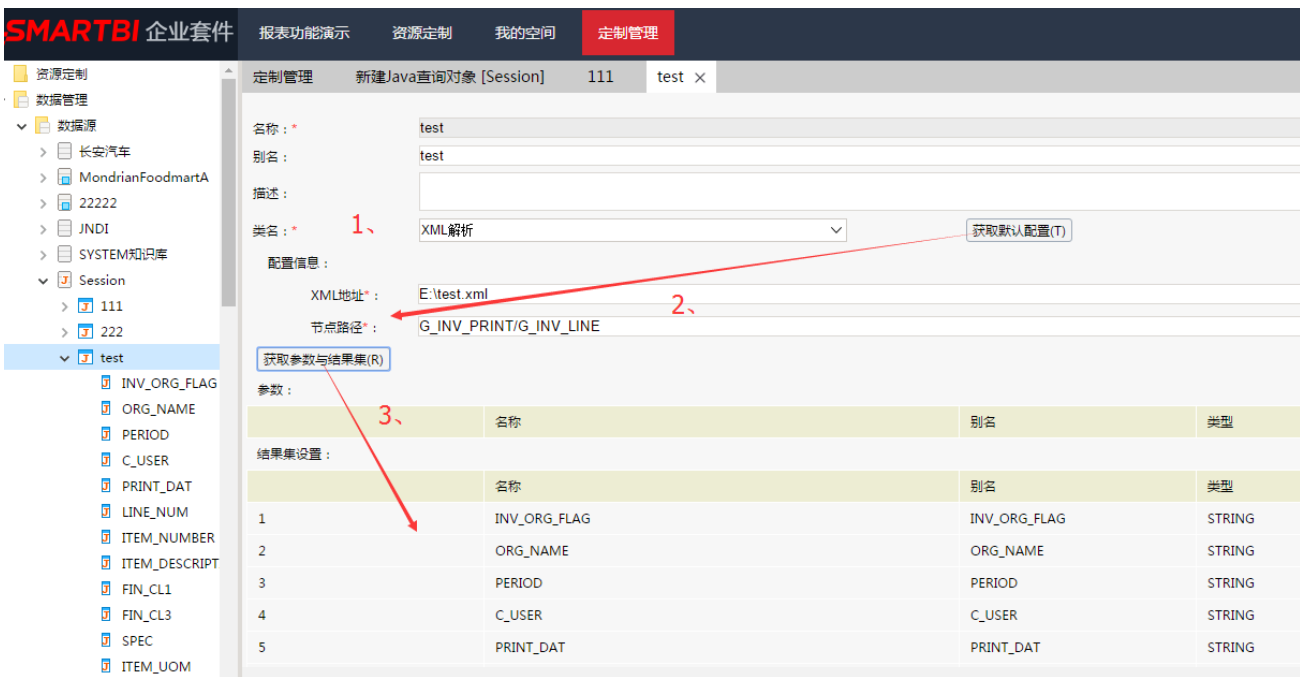 SMARTBI 企业套件 报表功能演示 资源定制 我的空间 定制管理
资源定制
数据管理
数据源
长安汽车
MondrianFoodmartA
22222
JNDI
SYSTEM知识库
Session
111
222
test
INV_ORG_FLAG
ORG_NAME
PERIOD
C_USER
PRINT_DAT
LINE_NUM
ITEM_NUMBER
ITEM_DESCRIPT
FIN_CL1
FIN_CL3
SPEC
ITEM_UOM
定制管理 新建Java查询对象 [Session] 111 test ×
名称：* test
别名： test
描述：
类名：* 1、 XML解析 获取默认配置(T)
配置信息：
XML地址*： E:\test.xml
2、
节点路径*： G_INV_PRINT/G_INV_LINE
获取参数与结果集(R)
参数：
3、
名称 别名 类型
结果集设置：
名称 别名 类型
1 INV_ORG_FLAG INV_ORG_FLAG STRING
2 ORG_NAME ORG_NAME STRING
3 PERIOD PERIOD STRING
4 C_USER C_USER STRING
5 PRINT_DAT PRINT_DAT STRING